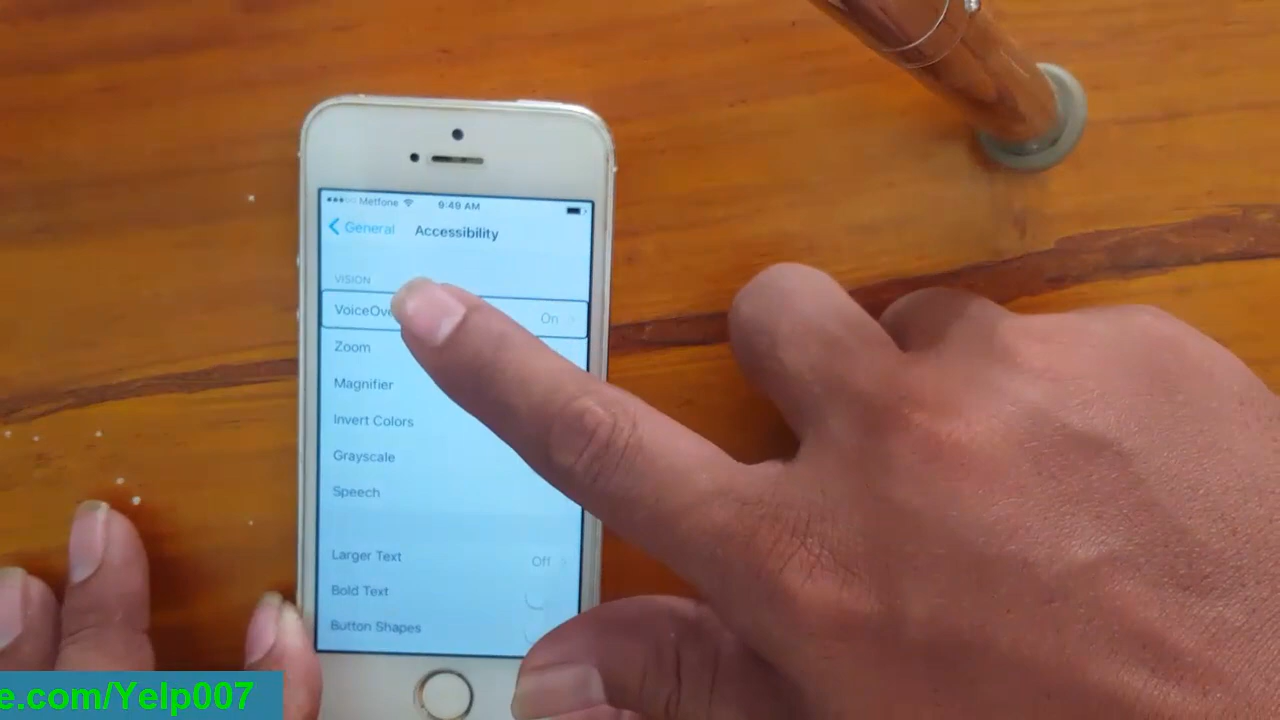 Metfone 9:49 AM
General Accessibility
VISION
VoiceOve On
Zoom
Magnifier
Invert Colors
Grayscale
Speech
Larger Text Off
Bold Text
Button Shapes
e.com/Yelp007